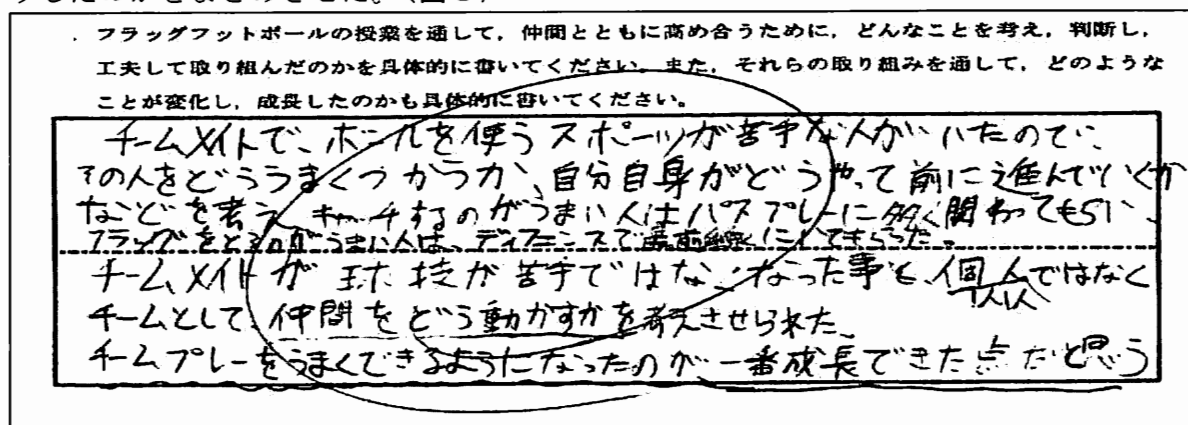 フラッグフットボールの授業を通して，仲間とともに高め合うために，どんなことを考え，判断し，
工夫して取り組んだのかを具体的に書いてください。また，それらの取り組みを通して，どのような
ことが変化し，成長したのかも具体的に書いてください。
チームメイトで、ボールを使うスポーツが苦手な人がいたので、
その人をどううまくつかうか、自分自身がどうやって前に進んでいくか
などを考え、キャッチするのがうまい人はパスプレーに多く関わってもらい、
フラッグをとるのがうまい人は、ディフェンスで最前線にいてもらった。
チームメイトが球技が苦手ではなくなった事と、個人ではなく
1人1人
チームとして、仲間をどう動かすかを考えさせられた。
チームプレーをうまくできるようになったのが一番成長できた点だと思う